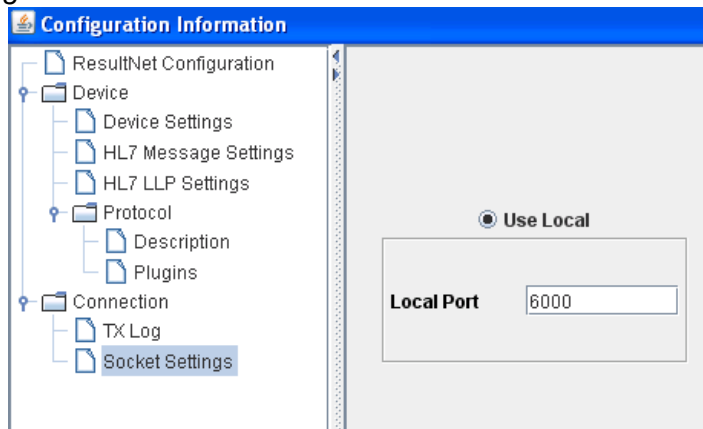 Configuration Information
ResultNet Configuration
Device
Device Settings
HL7 Message Settings
HL7 LLP Settings
Protocol
Description
Plugins
Connection
TX Log
Socket Settings
Use Local
Local Port 6000